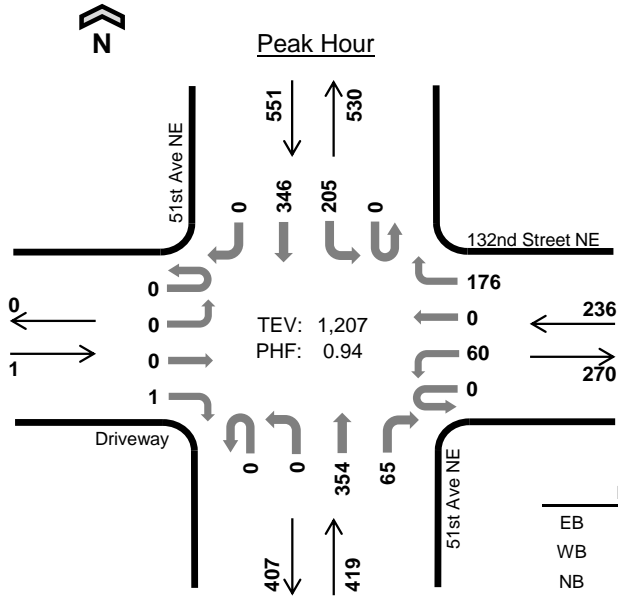 N
Peak Hour
551
530
51st Ave NE
0
346
205
0
132nd Street NE
0
176
0
0
0
236
TEV: 1,207
PHF: 0.94
1
0
60
270
1
0
Driveway
0
0
354
65
51st Ave NE
EB
WB
NB
407
419